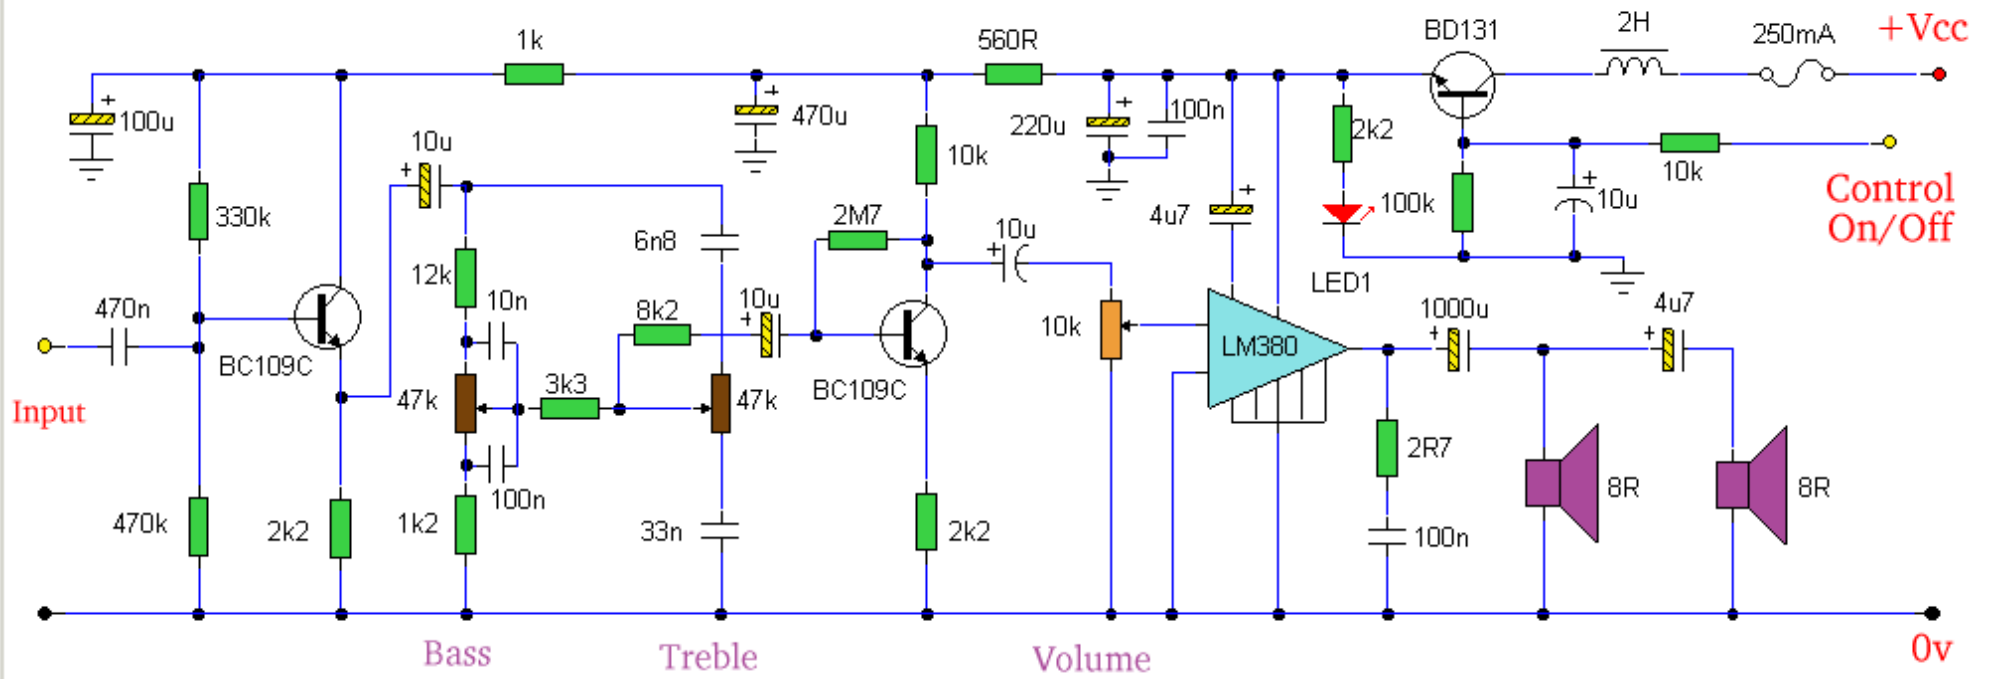 BD131
2H
250mA
+Vcc
1k
560R
+
100u
10u
+
+
470u
10k
+
220u
100n
2k2
10k
Control
On/Off
330k
2M7
4u7
+
100k
+
10u
6n8
10u
+
12k
10n
470n
8k2
10u
+
10k
LED1
1000u
+
4u7
+
LM380
BC109C
BC109C
Input
47k
3k3
47k
2R7
8R
8R
100n
470k
2k2
1k2
33n
2k2
100n
Bass
Treble
Volume
0v